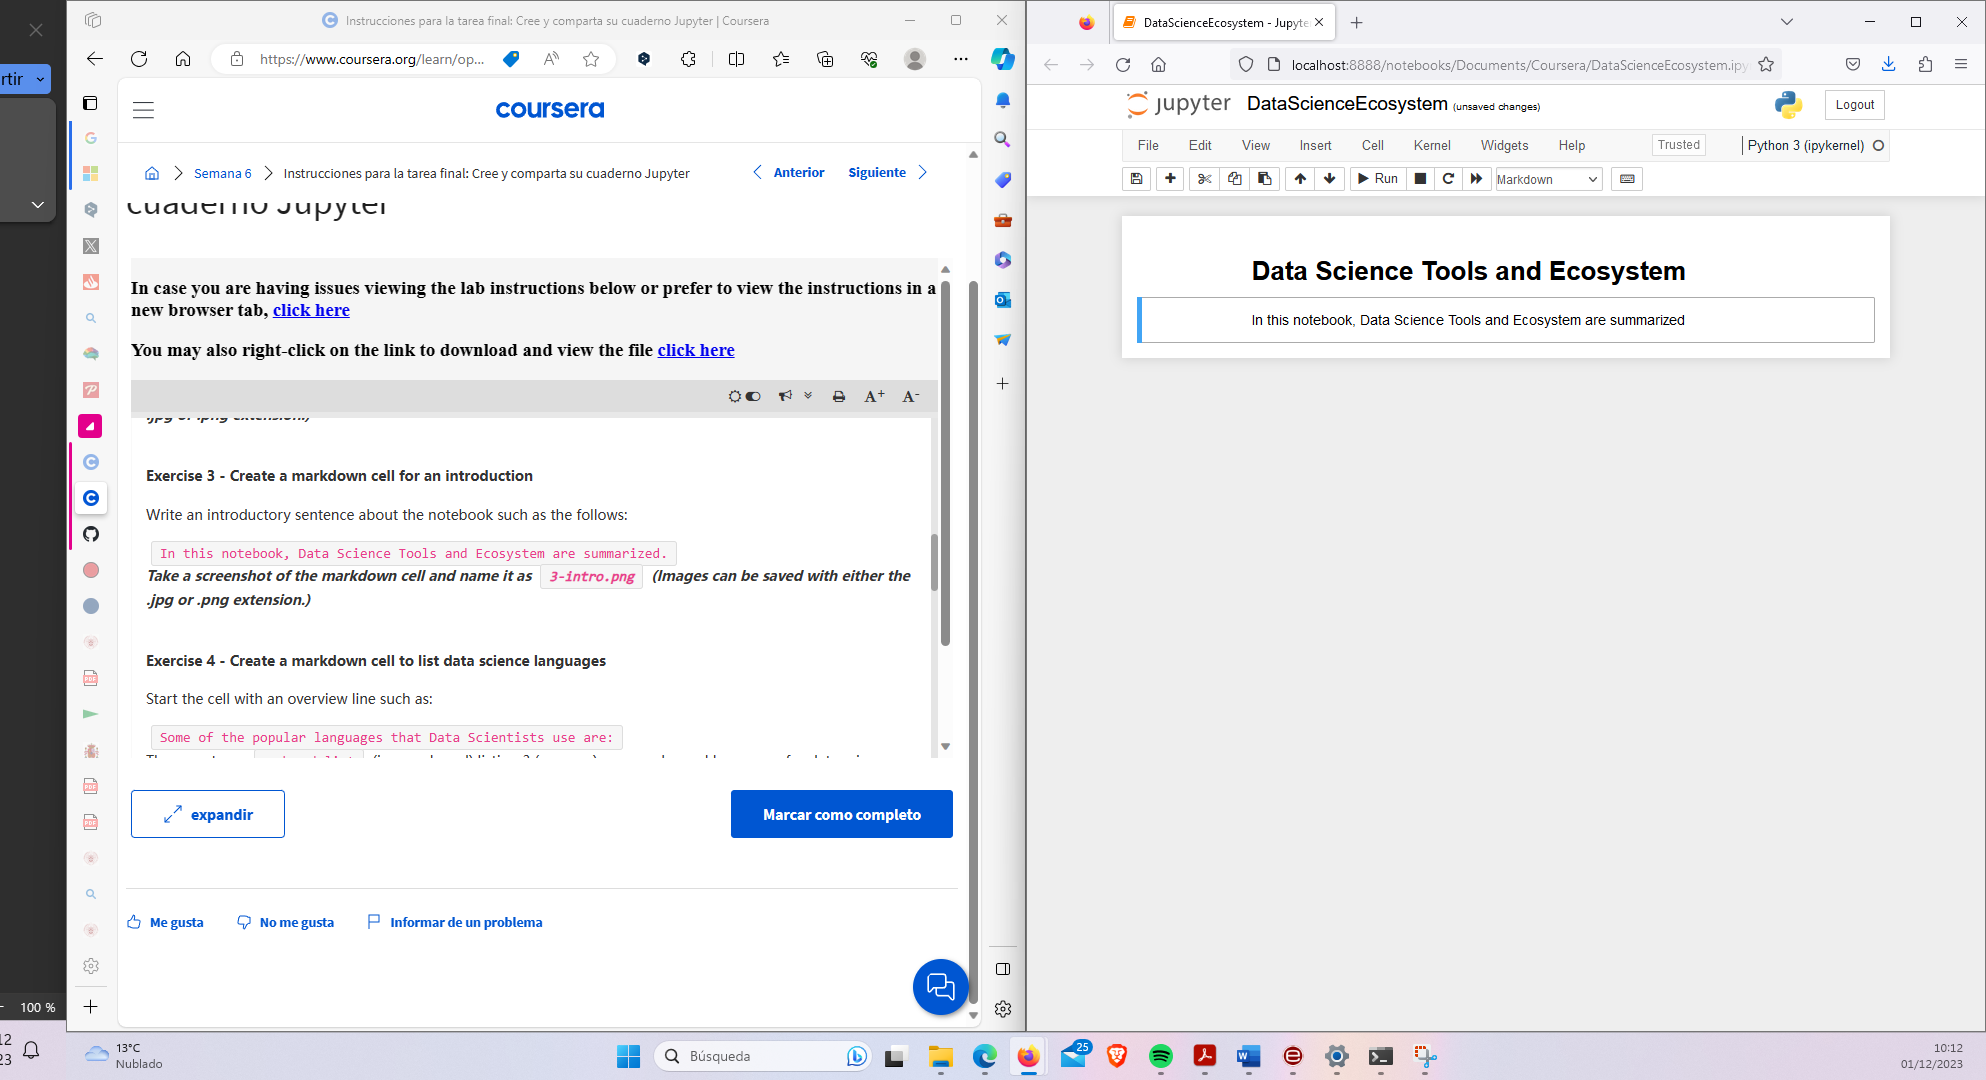 rtir
100 %
12
23
Instrucciones para la tarea final: Cree y comparta su cuaderno Jupyter | Coursera
https://www.coursera.org/learn/op...
coursera
Semana 6
Instrucciones para la tarea final: Cree y comparta su cuaderno Jupyter
Anterior
Siguiente
cuaderno Jupyter
In case you are having issues viewing the lab instructions below or prefer to view the instructions in a
new browser tab, click here
You may also right-click on the link to download and view the file click here
A+
A-
.jpg or .png extension.)
Exercise 3 - Create a markdown cell for an introduction
Write an introductory sentence about the notebook such as the follows:
In this notebook, Data Science Tools and Ecosystem are summarized.
Take a screenshot of the markdown cell and name it as 3-intro.png (Images can be saved with either the
.jpg or .png extension.)
Exercise 4 - Create a markdown cell to list data science languages
Start the cell with an overview line such as:
Some of the popular languages that Data Scientists use are:
expandir
Marcar como completo
Me gusta
No me gusta
Informar de un problema
DataScienceEcosystem - Jupyte
localhost:8888/notebooks/Documents/Coursera/DataScienceEcosystem.ipy
jupyter DataScienceEcosystem (unsaved changes)
Logout
File
Edit
View
Insert
Cell
Kernel
Widgets
Help
Trusted
Python 3 (ipykernel)
Run
Markdown
Data Science Tools and Ecosystem
In this notebook, Data Science Tools and Ecosystem are summarized
13°C
Nublado
Búsqueda
25
10:12
01/12/2023